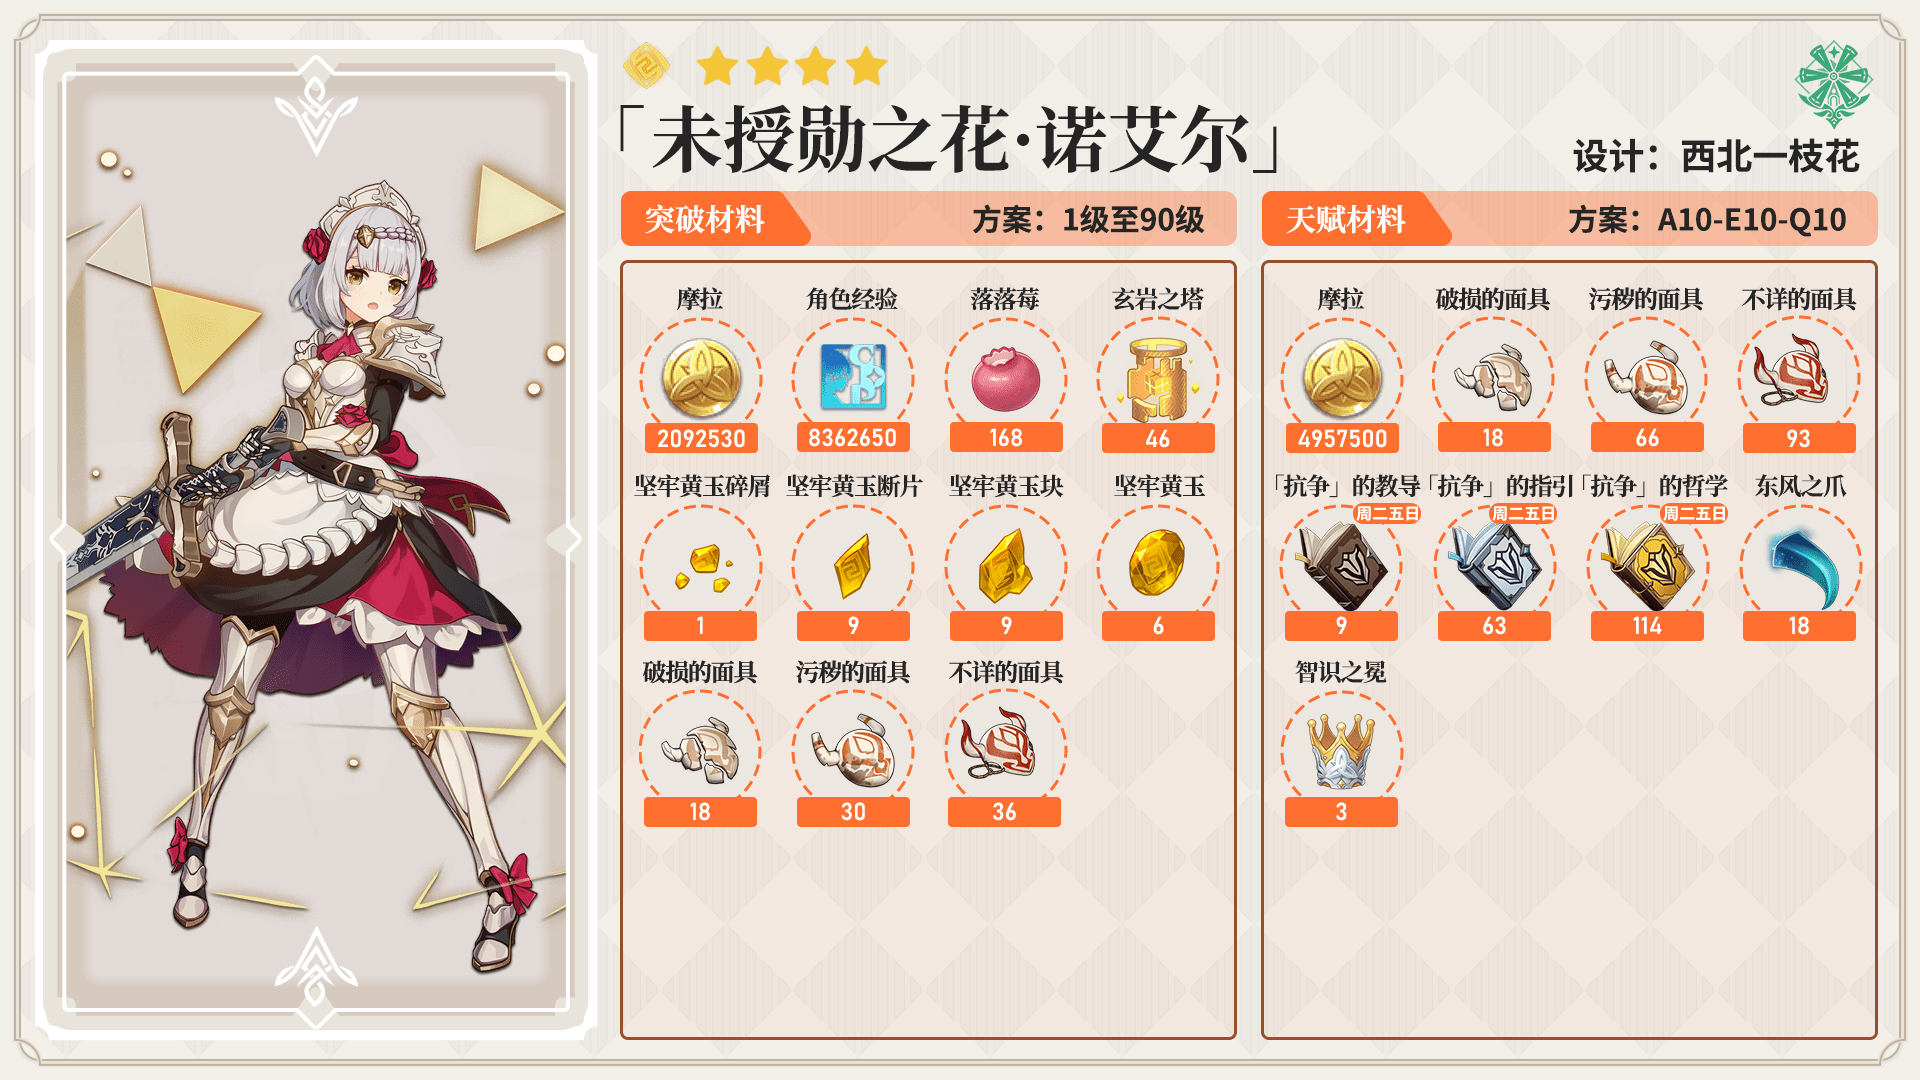 「未授勋之花·诺艾尔」
设计：西北一枝花
突破材料
方案：1级至90级
摩拉
角色经验
落落莓
玄岩之塔
2092530
8362650
168
46
坚牢黄玉碎屑
坚牢黄玉断片
坚牢黄玉块
坚牢黄玉
1
9
9
6
破损的面具
污秽的面具
不详的面具
18
30
36
天赋材料
方案：A10-E10-Q10
摩拉
破损的面具
污秽的面具
不详的面具
4957500
18
66
93
「抗争」的教导
「抗争」的指引
「抗争」的哲学
东风之爪
周二五日
周二五日
周二五日
9
63
114
18
智识之冕
3